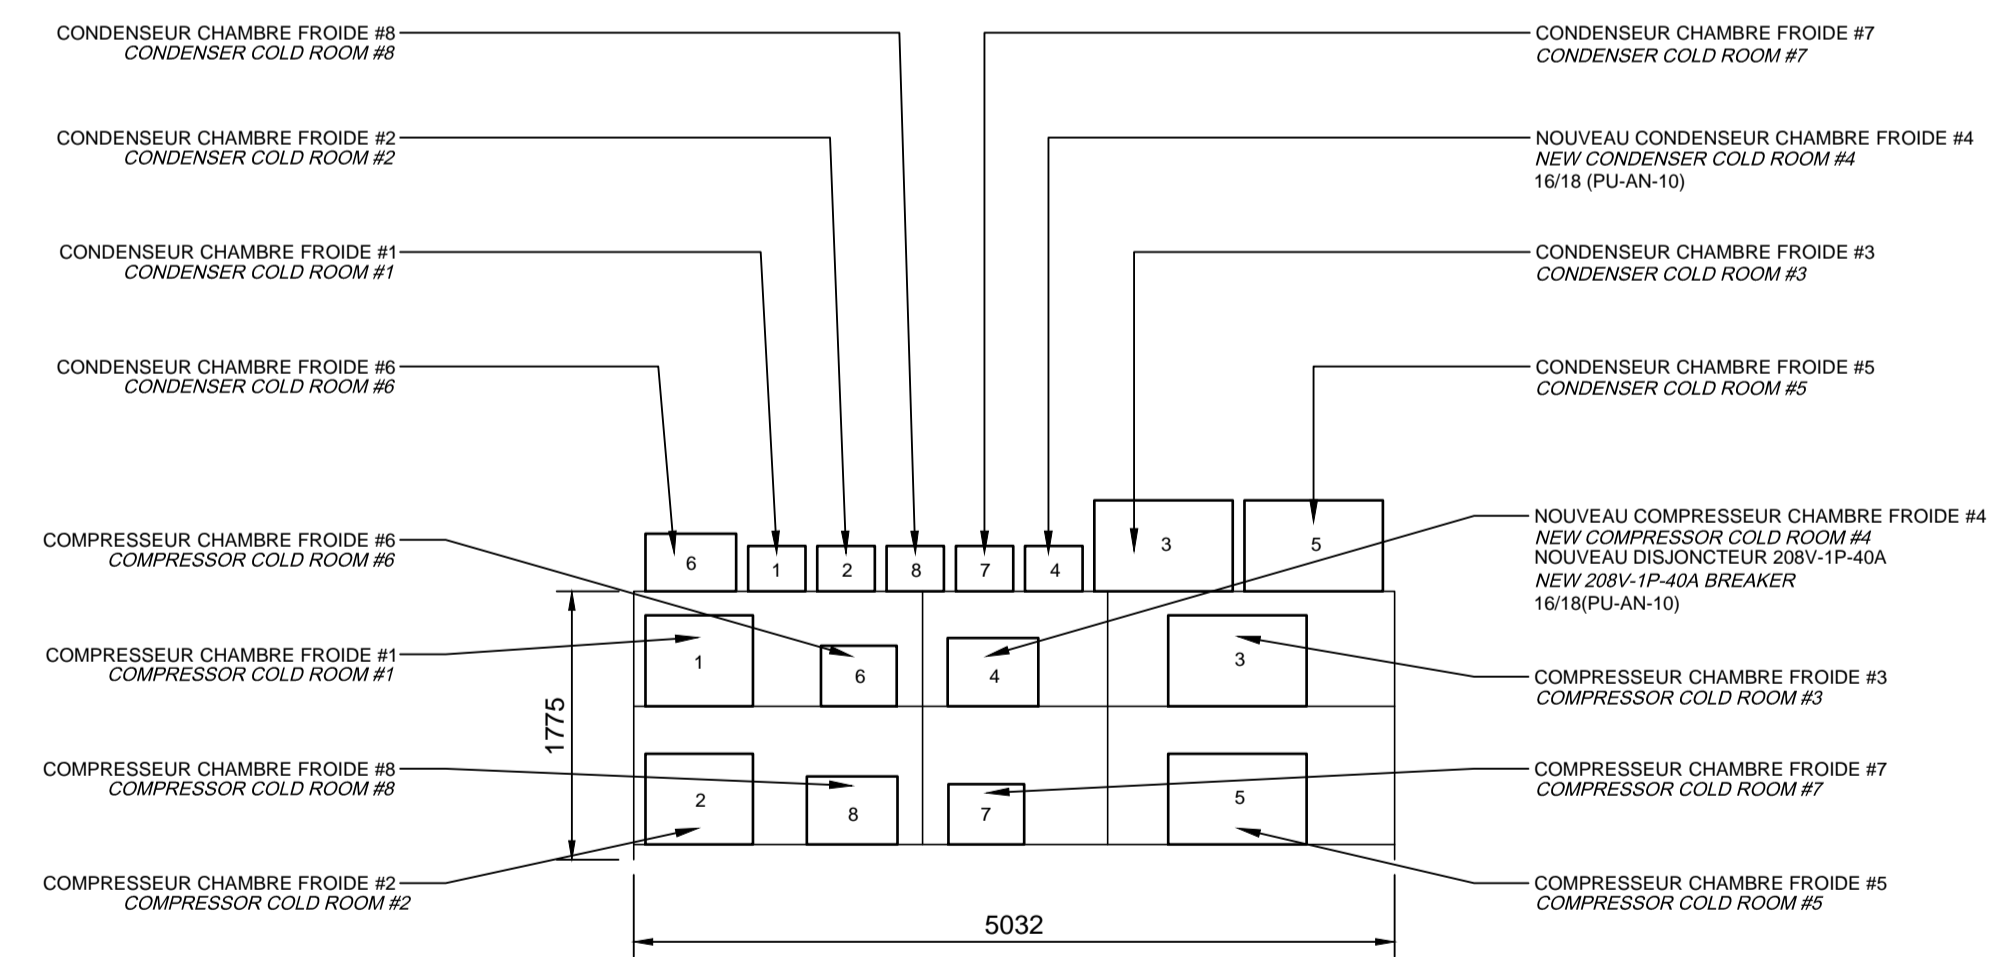 CONDENSEUR CHAMBRE FROIDE #8
CONDENSER COLD ROOM #8
CONDENSEUR CHAMBRE FROIDE #7
CONDENSER COLD ROOM #7
CONDENSEUR CHAMBRE FROIDE #2
CONDENSER COLD ROOM #2
NOUVEAU CONDENSEUR CHAMBRE FROIDE #4
NEW CONDENSER COLD ROOM #4
16/18 (PU-AN-10)
CONDENSEUR CHAMBRE FROIDE #1
CONDENSER COLD ROOM #1
CONDENSEUR CHAMBRE FROIDE #3
CONDENSER COLD ROOM #3
CONDENSEUR CHAMBRE FROIDE #6
CONDENSER COLD ROOM #6
CONDENSEUR CHAMBRE FROIDE #5
CONDENSER COLD ROOM #5
COMPRESSEUR CHAMBRE FROIDE #6
COMPRESSOR COLD ROOM #6
6
1
2
8
7
4
3
5
NOUVEAU COMPRESSEUR CHAMBRE FROIDE #4
NEW COMPRESSOR COLD ROOM #4
NOUVEAU DISJONCTEUR 208V-1P-40A
NEW 208V-1P-40A BREAKER
16/18(PU-AN-10)
COMPRESSEUR CHAMBRE FROIDE #1
COMPRESSOR COLD ROOM #1
1
6
4
3
COMPRESSEUR CHAMBRE FROIDE #3
COMPRESSOR COLD ROOM #3
1775
COMPRESSEUR CHAMBRE FROIDE #8
COMPRESSOR COLD ROOM #8
2
8
7
5
COMPRESSEUR CHAMBRE FROIDE #7
COMPRESSOR COLD ROOM #7
COMPRESSEUR CHAMBRE FROIDE #2
COMPRESSOR COLD ROOM #2
COMPRESSEUR CHAMBRE FROIDE #5
COMPRESSOR COLD ROOM #5
5032